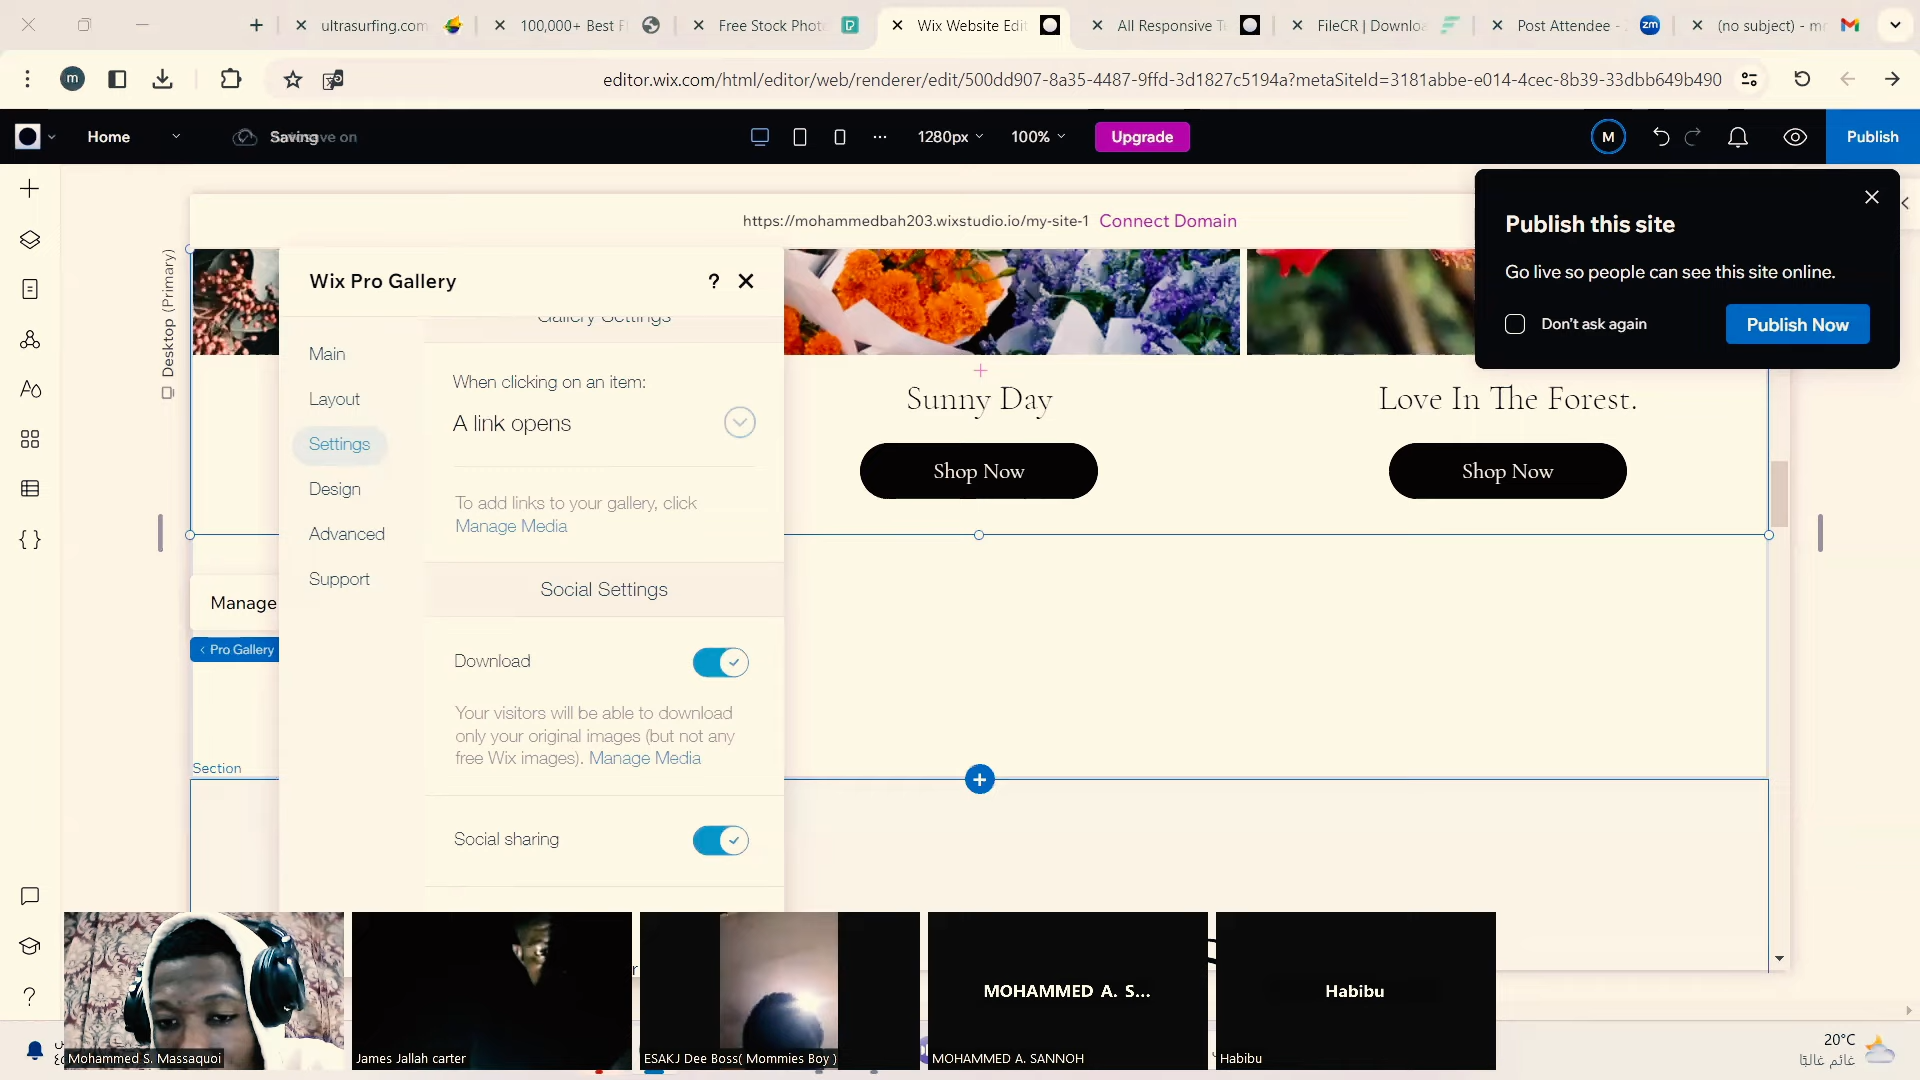 ultrasurfing.com
100,000+ Best F
Free Stock Photo
Wix Website Edit
All Responsive T
FileCR | Downloa
Post Attendee -
zm
(no subject) - m
m
editor.wix.com/html/editor/web/renderer/edit/500dd907-8a35-4487-9ffd-3d1827c5194a?metaSiteId=3181abbe-e014-4cec-8b39-33dbb649b490
Home
Saving
ve on
1280px
100%
Upgrade
M
Publish
https://mohammedbah203.wixstudio.io/my-site-1 Connect Domain
Publish this site
Go live so people can see this site online.
Don't ask again
Publish Now
Desktop (Primary)
Wix Pro Gallery
?
Gallery Settings
Main
Layout
Settings
Design
Advanced
Support
When clicking on an item:
A link opens
To add links to your gallery, click
Manage Media
Social Settings
Download
Your visitors will be able to download
only your original images (but not any
free Wix images). Manage Media
Social sharing
Sunny Day
Shop Now
Love In The Forest.
Shop Now
Manage
Pro Gallery
Section
Mohammed S. Massaquoi
James Jallah carter
ESAKJ Dee Boss( Mommies Boy )
MOHAMMED A. S...
MOHAMMED A. SANNOH
Habibu
Habibu
20°C
غائم غالبًا